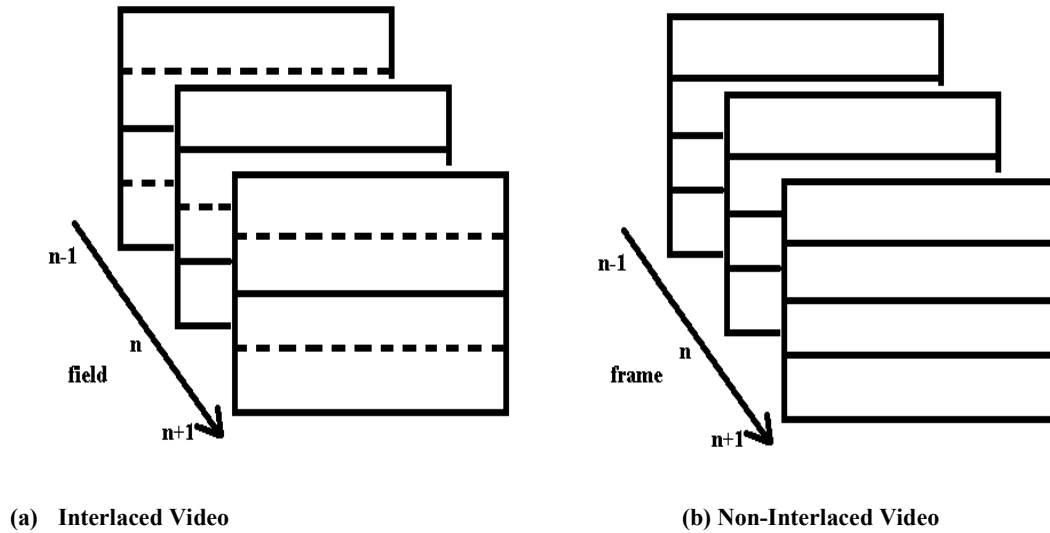 n-1
n
field
n+1
n-1
n
frame
n+1
(a) Interlaced Video
(b) Non-Interlaced Video